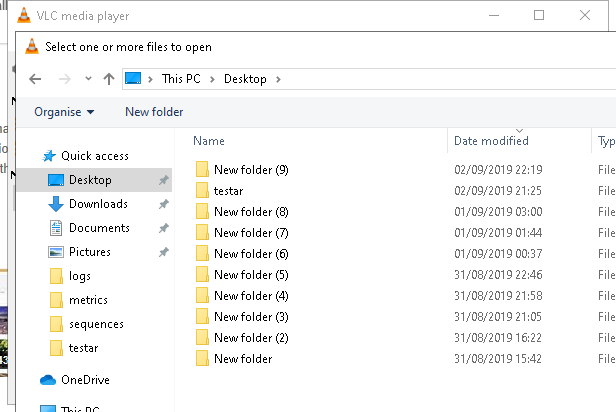 VLC media player
Select one or more files to open
This PC > Desktop >
Organise New folder
Name Date modified Typ
Quick access
Desktop
Downloads
Documents
Pictures
logs
metrics
sequences
testar
OneDrive
This PC
New folder (9) 02/09/2019 22:19 File
testar 02/09/2019 21:25 File
New folder (8) 01/09/2019 03:00 File
New folder (7) 01/09/2019 01:44 File
New folder (6) 01/09/2019 00:37 File
New folder (5) 31/08/2019 22:46 File
New folder (4) 31/08/2019 21:58 File
New folder (3) 31/08/2019 21:05 File
New folder (2) 31/08/2019 16:22 File
New folder 31/08/2019 15:42 File